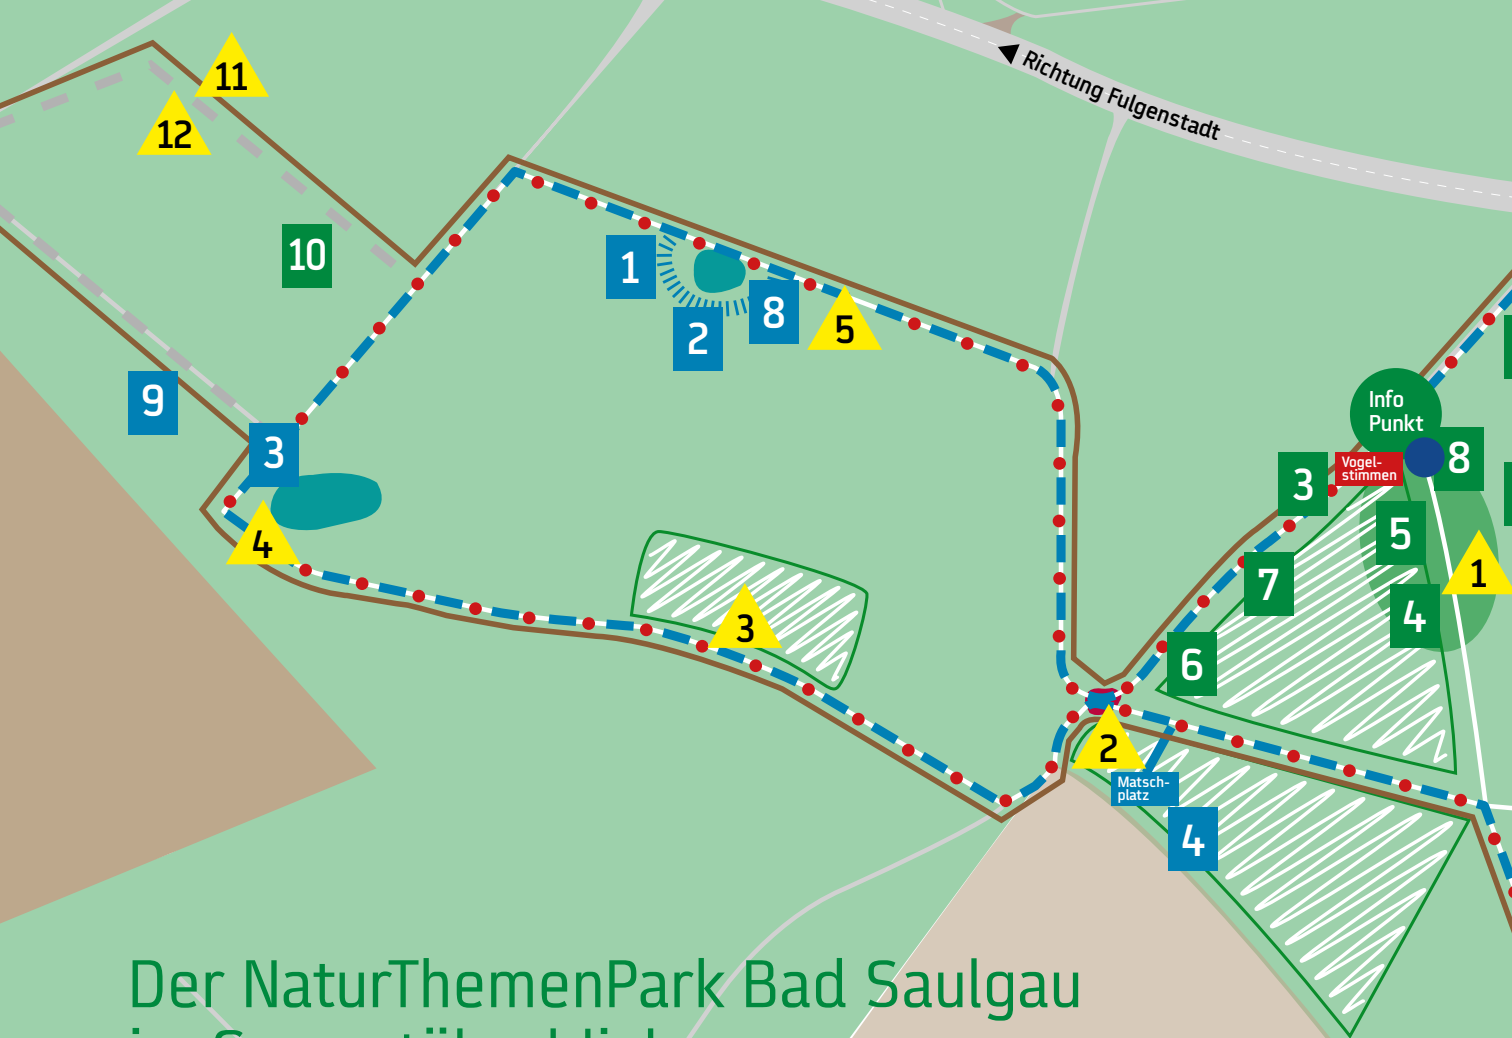 Richtung Fulgenstadt
11
12
10
1
2
8
5
9
3
4
3
Info
Punkt
Vogel-
stimmen
8
3
5
7
1
4
6
2
Matsch-
platz
4
Der NaturThemenPark Bad Saulgau